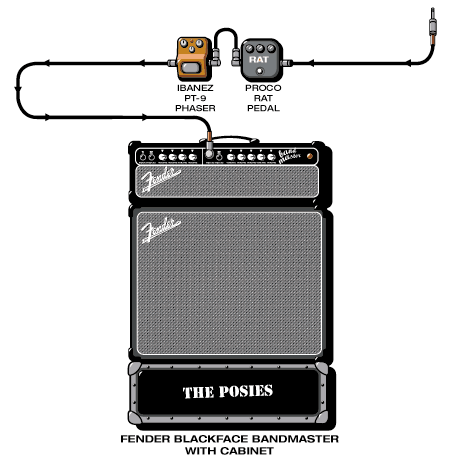 RAT
IBANEZ
PT-9
PHASER
PROCO
RAT
PEDAL
Fender
Fender
THE POSIES
FENDER BLACKFACE BANDMASTER
WITH CABINET